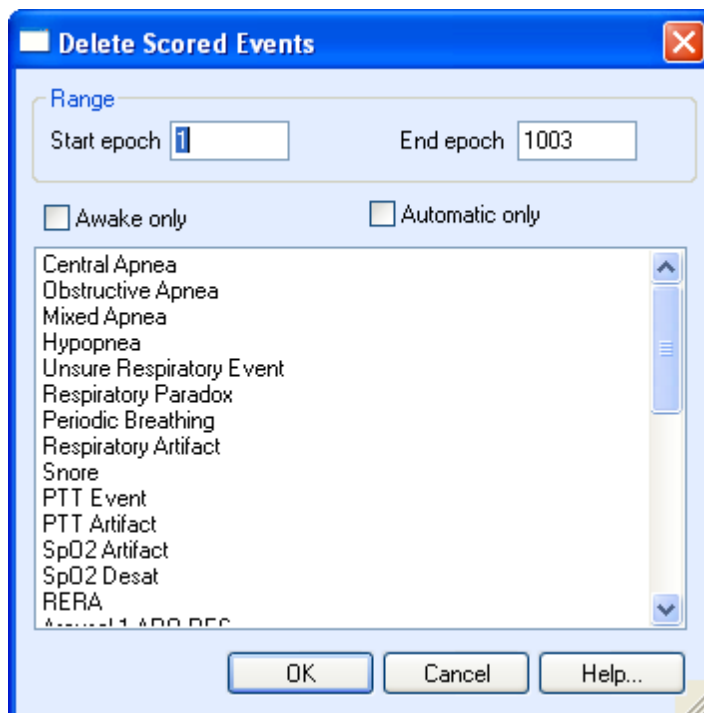 Delete Scored Events
Range
Start epoch 1 End epoch 1003
Awake only Automatic only
Central Apnea
Obstructive Apnea
Mixed Apnea
Hypopnea
Unsure Respiratory Event
Respiratory Paradox
Periodic Breathing
Respiratory Artifact
Snore
PTT Event
PTT Artifact
SpO2 Artifact
SpO2 Desat
RERA
OK Cancel Help...